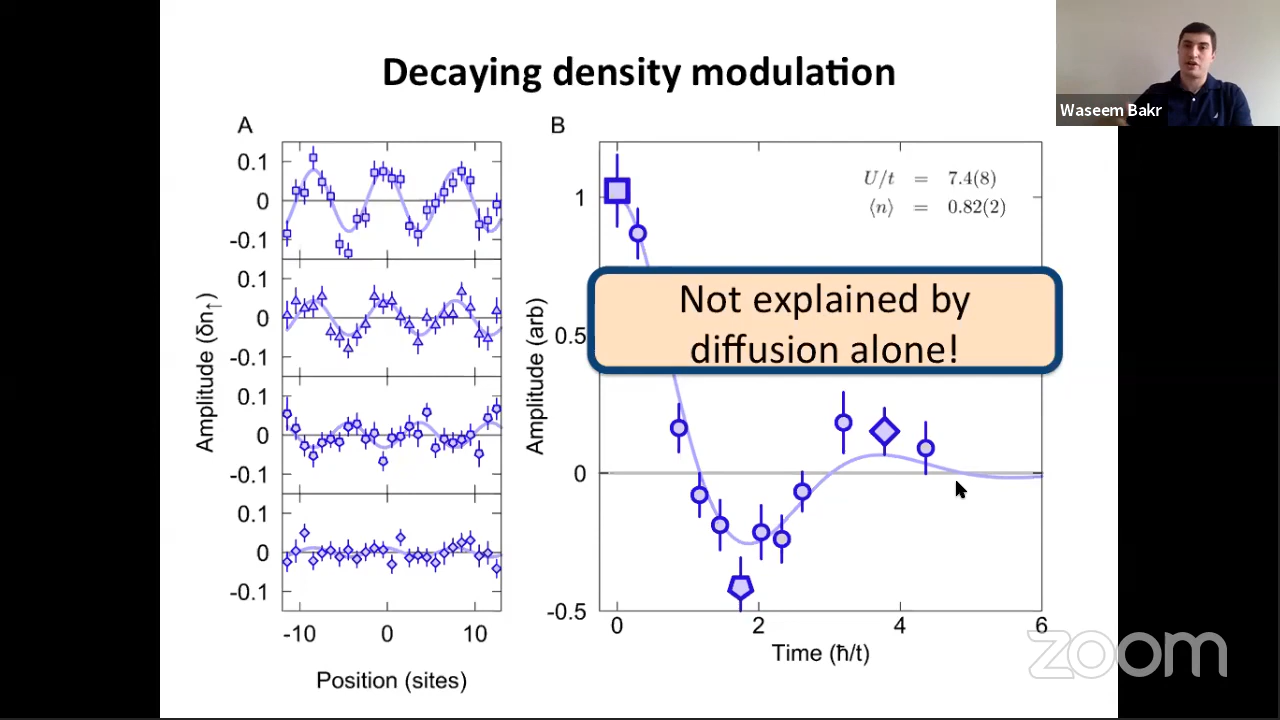 Decaying density modulation
Waseem Bakr
A
B
0.1
0
-0.1
0.1
0
-0.1
0.1
0
-0.1
0.1
0
-0.1
-10
0
10
Amplitude (δn↑)
Position (sites)
1
0.5
0
-0.5
0
2
4
6
Amplitude (arb)
Time (ħ/t)
U/t = 7.4(8)
⟨n⟩ = 0.82(2)
Not explained by
diffusion alone!
zoom